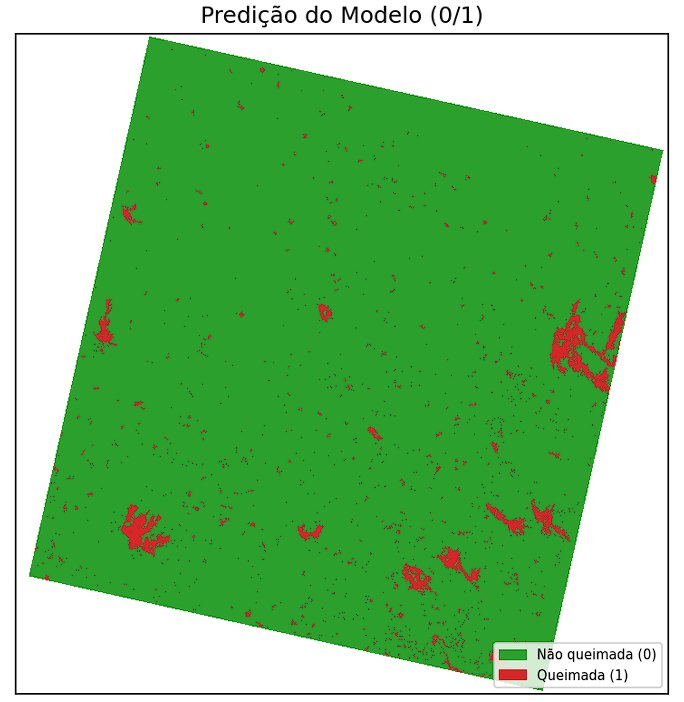 Predição do Modelo (0/1)
Não queimada (0)
Queimada (1)